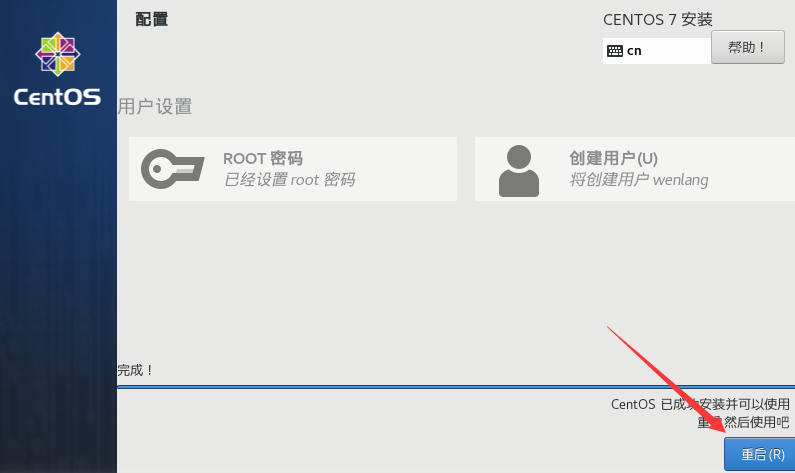 配置
CENTOS 7 安装
cn
帮助！
CentOS
用户设置
ROOT 密码
已经设置 root 密码
创建用户(U)
将创建用户 wenlang
完成！
CentOS 已成功安装并可以使用
重启然后使用吧
重启(R)